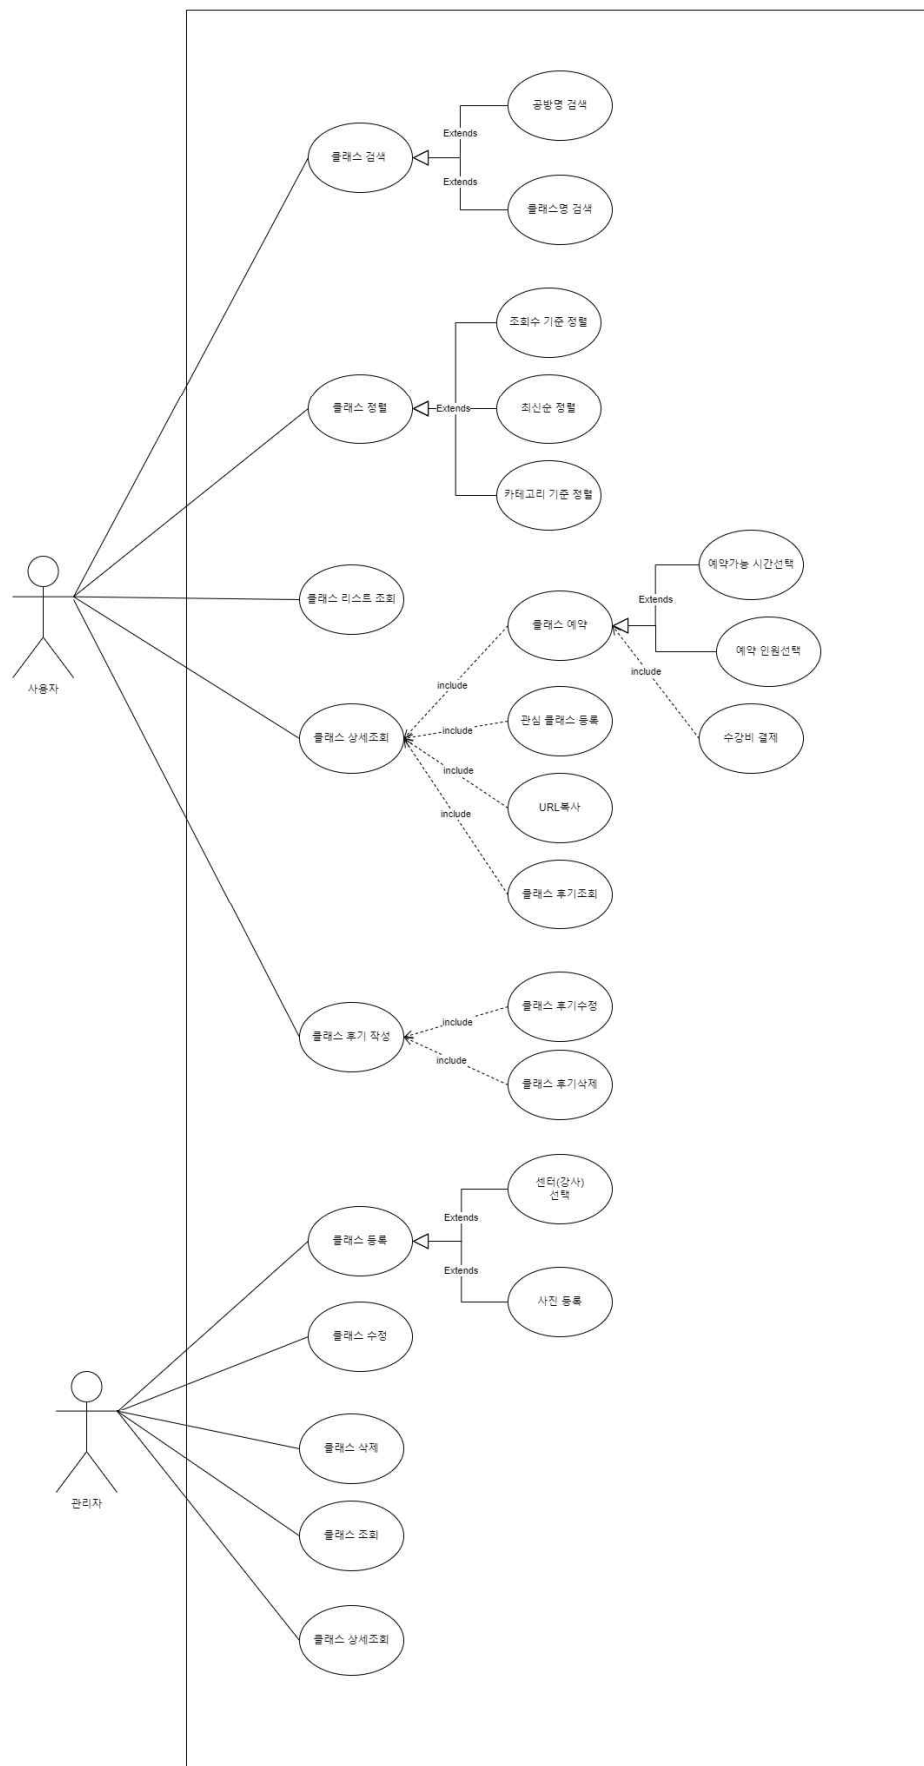 공방명 검색
Extends
클래스 검색
Extends
클래스명 검색
조회수 기준 정렬
클래스 정렬
Extends
최신순 정렬
카테고리 기준 정렬
예약가능 시간선택
클래스 리스트 조회
Extends
클래스 예약
예약 인원선택
사용자
include
include
관심 클래스 등록
include
클래스 상세조회
수강비 결제
include
URL복사
include
클래스 후기조회
클래스 후기수정
include
클래스 후기 작성
include
클래스 후기삭제
센터(강사)
선택
Extends
클래스 등록
Extends
사진 등록
클래스 수정
클래스 삭제
관리자
클래스 조회
클래스 상세조회